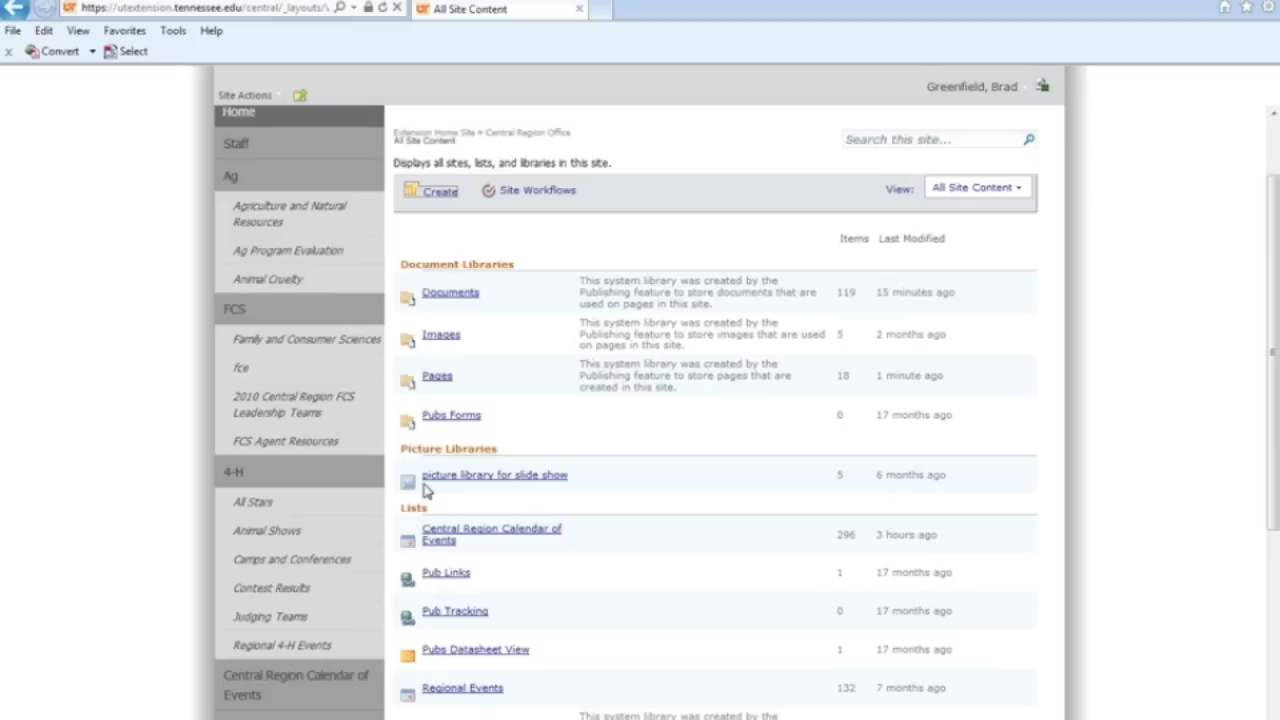 https://utextension.tennessee.edu/central/_layouts/v
All Site Content
File Edit View Favorites Tools Help
x Convert Select
Greenfield, Brad
Site Actions
Home
Staff
Ag
Agriculture and Natural
Resources
Ag Program Evaluation
Animal Cruelty
FCS
Family and Consumer Sciences
fce
2010 Central Region FCS
Leadership Teams
FCS Agent Resources
4-H
All Stars
Animal Shows
Camps and Conferences
Contest Results
Judging Teams
Regional 4-H Events
Central Region Calendar of
Events
Extension Home Site > Central Region Office
All Site Content
Search this site...
Displays all sites, lists, and libraries in this site.
Create Site Workflows View: All Site Content
Items Last Modified
Document Libraries
Documents
This system library was created by the
Publishing feature to store documents that are
used on pages in this site.
119 15 minutes ago
Images
This system library was created by the
Publishing feature to store images that are used
on pages in this site.
5 2 months ago
Pages
This system library was created by the
Publishing feature to store pages that are
created in this site.
18 1 minute ago
Pubs Forms 0 17 months ago
Picture Libraries
picture library for slide show 5 6 months ago
Lists
Central Region Calendar of
Events
296 3 hours ago
Pub Links 1 17 months ago
Pub Tracking 0 17 months ago
Pubs Datasheet View 1 17 months ago
Regional Events 132 7 months ago
This system library was created by the